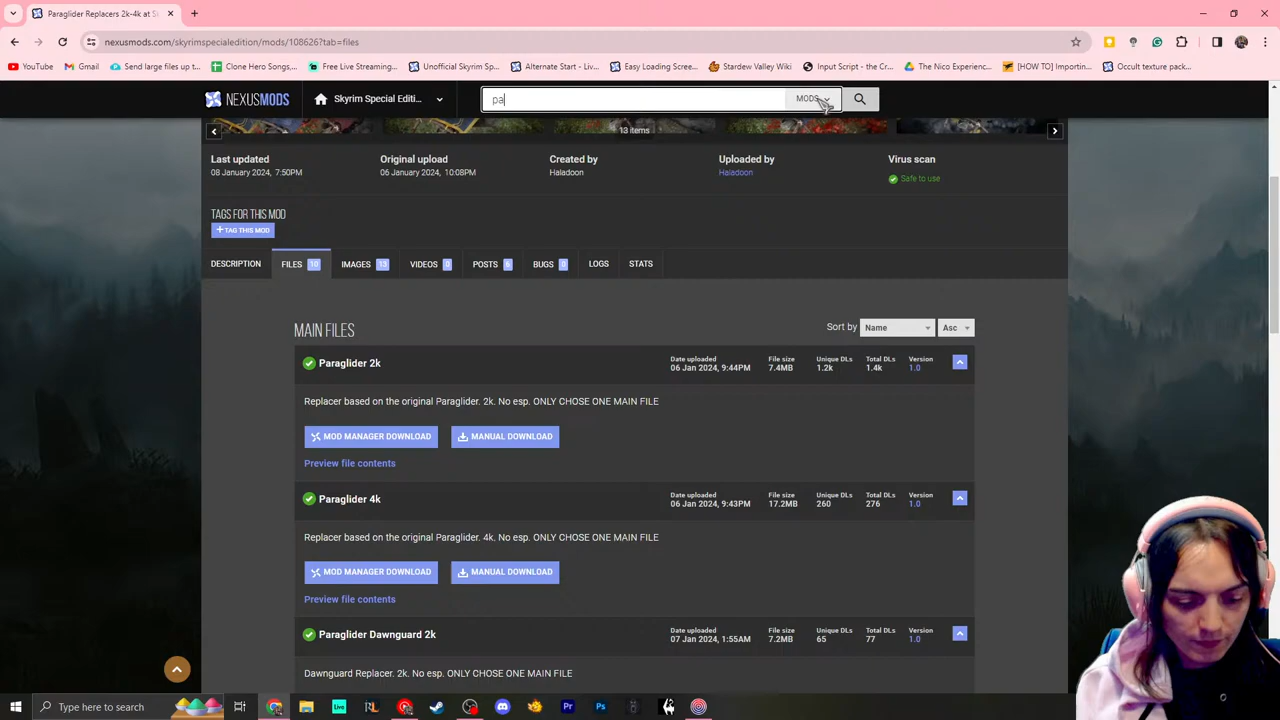 Paraglider Replacers 2k-4k at Sk
nexusmods.com/skyrimspecialedition/mods/108626?tab=files
YouTube
Gmail
Send large files up t...
Clone Hero Songs,...
Free Live Streaming...
Unofficial Skyrim Sp...
Alternate Start - Liv...
Easy Loading Scree...
Stardew Valley Wiki
Input Script - the Cr...
The Nico Experienc...
[HOW TO] Importin...
Occult texture pack...
NEXUSMODS
Skyrim Special Editi...
pa
MODS
13 items
Last updated
Original upload
Created by
Uploaded by
Virus scan
08 January 2024, 7:50PM
06 January 2024, 10:08PM
Haladoon
Haladoon
Safe to use
TAGS FOR THIS MOD
+ TAG THIS MOD
DESCRIPTION
FILES 10
IMAGES 13
VIDEOS 0
POSTS 6
BUGS 0
LOGS
STATS
MAIN FILES
Sort by
Name
Asc
Paraglider 2k
Date uploaded
06 Jan 2024, 9:44PM
File size
7.4MB
Unique DLs
1.2k
Total DLs
1.4k
Version
1.0
Replacer based on the original Paraglider. 2k. No esp. ONLY CHOSE ONE MAIN FILE
MOD MANAGER DOWNLOAD
MANUAL DOWNLOAD
Preview file contents
Paraglider 4k
Date uploaded
06 Jan 2024, 9:43PM
File size
17.2MB
Unique DLs
260
Total DLs
276
Version
1.0
Replacer based on the original Paraglider. 4k. No esp. ONLY CHOSE ONE MAIN FILE
MOD MANAGER DOWNLOAD
MANUAL DOWNLOAD
Preview file contents
Paraglider Dawnguard 2k
Date uploaded
07 Jan 2024, 1:55AM
File size
7.2MB
Unique DLs
65
Total DLs
77
Version
1.0
Dawnguard Replacer. 2k. No esp. ONLY CHOSE ONE MAIN FILE
Type here to search
Live
Pr
Ps